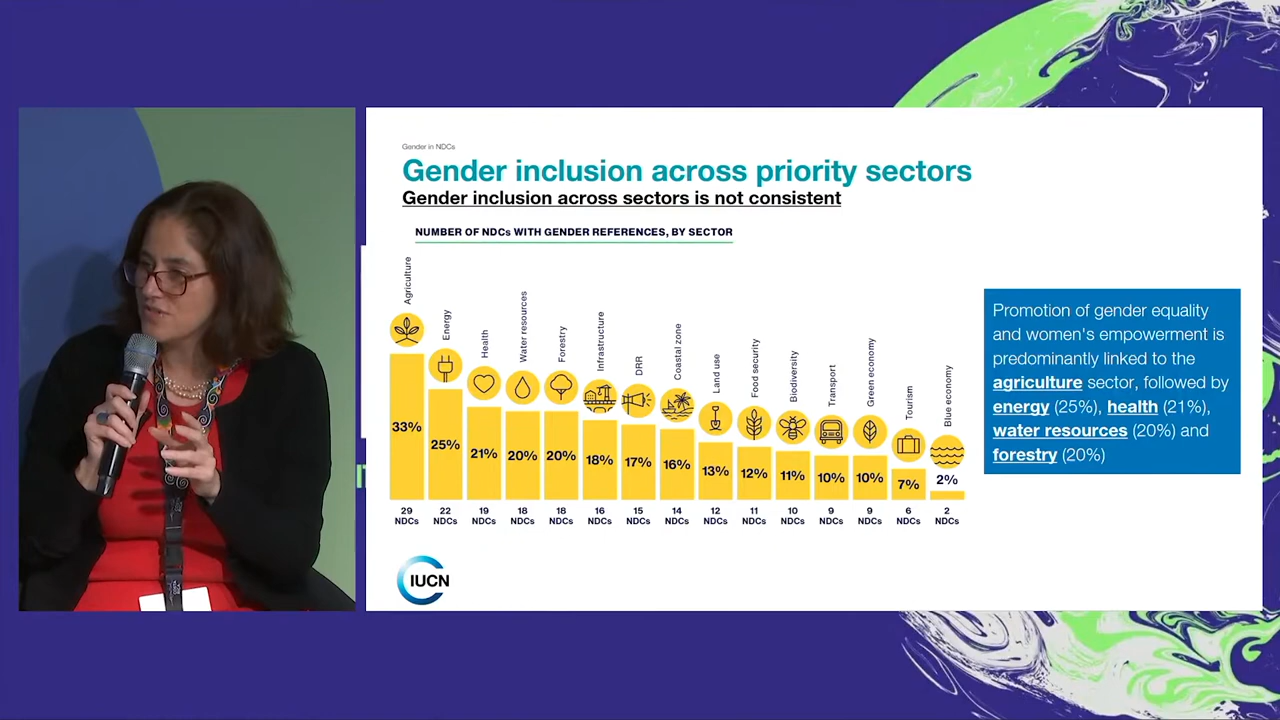 Gender in NDCs
Gender inclusion across priority sectors
Gender inclusion across sectors is not consistent
NUMBER OF NDCs WITH GENDER REFERENCES, BY SECTOR
Agriculture
Energy
Health
Water resources
Forestry
Infrastructure
DRR
Coastal zone
Land use
Food security
Biodiversity
Transport
Green economy
Tourism
Blue economy
33%
25%
21%
20%
20%
18%
17%
16%
13%
12%
11%
10%
10%
7%
2%
29
NDCs
22
NDCs
19
NDCs
18
NDCs
18
NDCs
16
NDCs
15
NDCs
14
NDCs
12
NDCs
11
NDCs
10
NDCs
9
NDCs
9
NDCs
6
NDCs
2
NDCs
Promotion of gender equality
and women's empowerment is
predominantly linked to the
agriculture sector, followed by
energy (25%), health (21%),
water resources (20%) and
forestry (20%)
IUCN